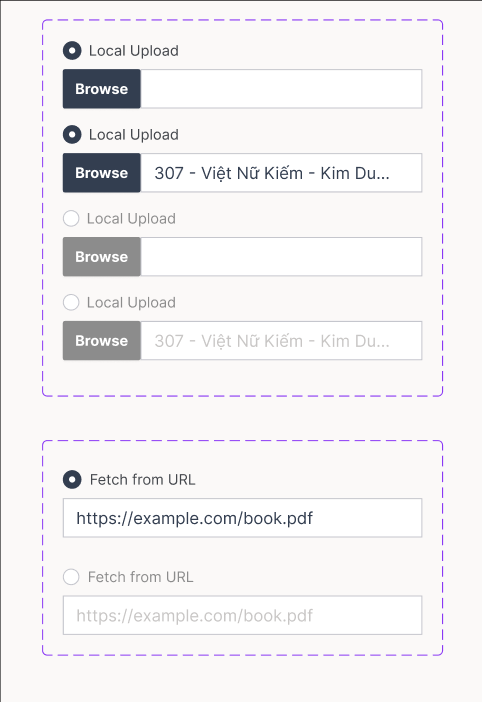 Local Upload
Browse
Local Upload
Browse 307 - Việt Nữ Kiếm - Kim Du...
Local Upload
Browse
Local Upload
Browse 307 - Việt Nữ Kiếm - Kim Du...
Fetch from URL
https://example.com/book.pdf
Fetch from URL
https://example.com/book.pdf